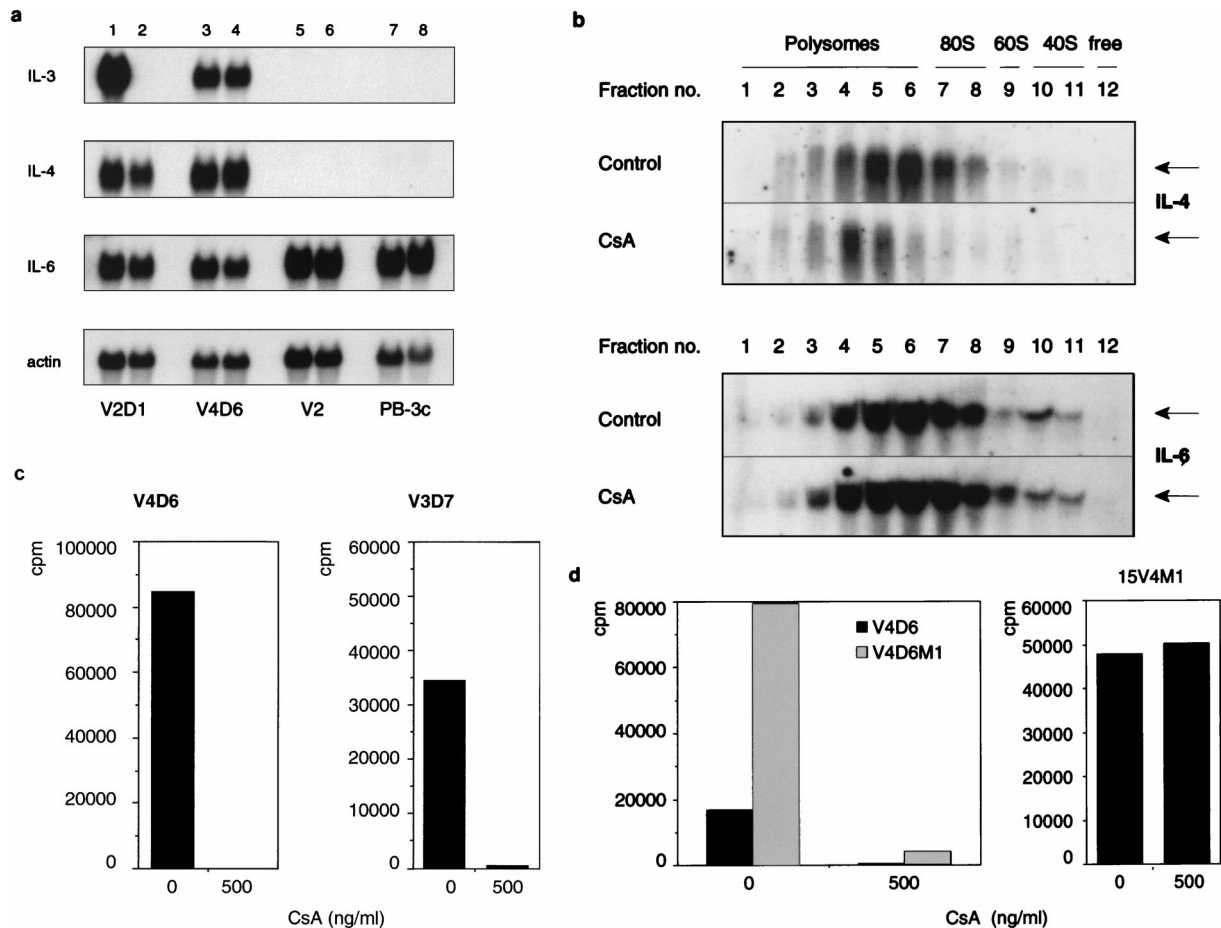 a
1 2 3 4 5 6 7 8
IL-3
IL-4
IL-6
actin
V2D1 V4D6 V2 PB-3c
b
Polysomes 80S 60S 40S free
Fraction no. 1 2 3 4 5 6 7 8 9 10 11 12
Control
IL-4
CsA
Fraction no. 1 2 3 4 5 6 7 8 9 10 11 12
Control
IL-6
CsA
c
V4D6
cpm
100000
80000
60000
40000
20000
0
0 500
V3D7
cpm
60000
50000
40000
30000
20000
10000
0
0 500
CsA (ng/ml)
d
cpm
80000
60000
40000
20000
0
V4D6
V4D6M1
0 500
15V4M1
cpm
60000
50000
40000
30000
20000
10000
0
0 500
CsA (ng/ml)